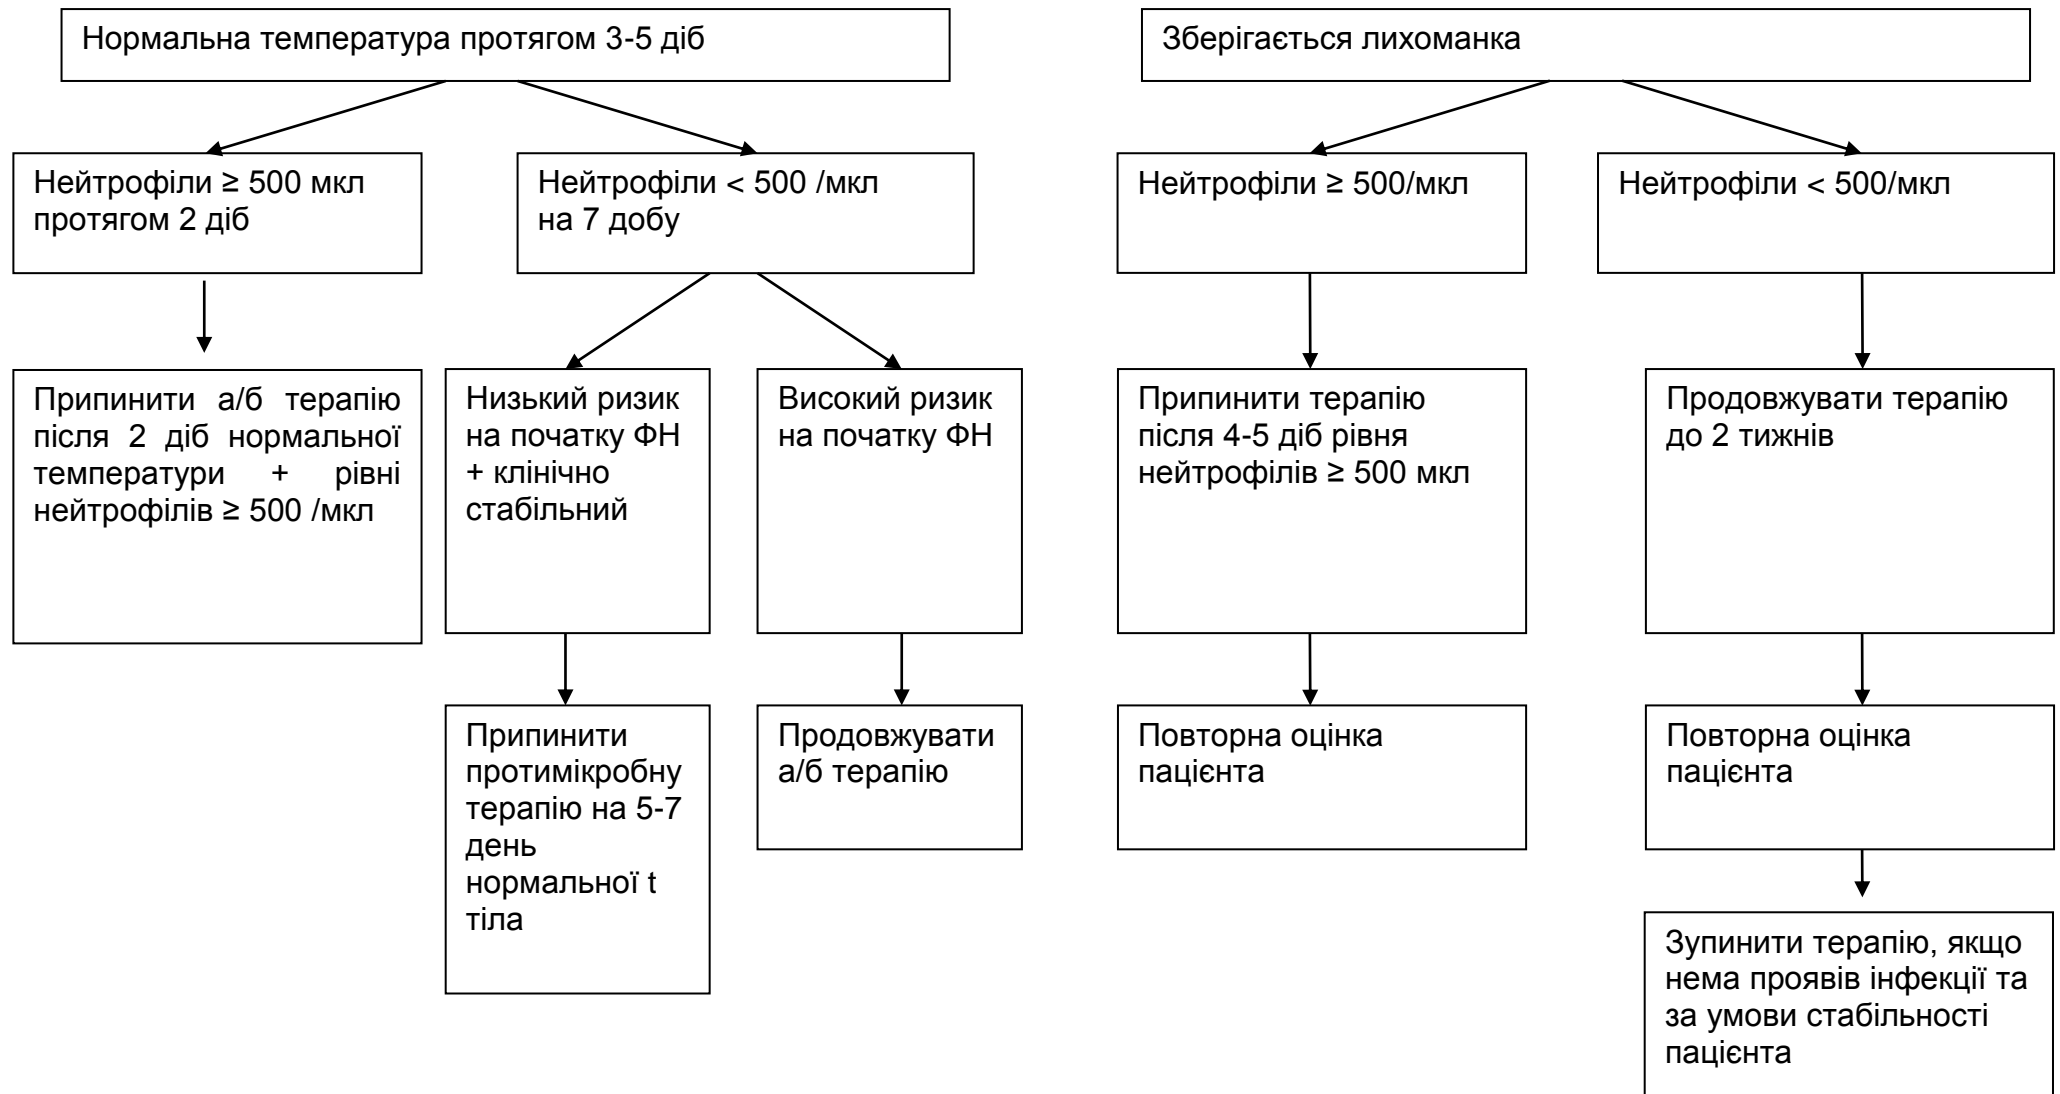 Нормальна температура протягом 3-5 діб
Зберігається лихоманка
Нейтрофіли ≥ 500 мкл
протягом 2 діб
Нейтрофіли < 500 /мкл
на 7 добу
Нейтрофіли ≥ 500/мкл
Нейтрофіли < 500/мкл
Припинити а/б терапію
після 2 діб нормальної
температури + рівні
нейтрофілів ≥ 500 /мкл
Низький ризик
на початку ФН
+ клінічно
стабільний
Високий ризик
на початку ФН
Припинити терапію
після 4-5 діб рівня
нейтрофілів ≥ 500 мкл
Продовжувати терапію
до 2 тижнів
Припинити
протимікробну
терапію на 5-7
день
нормальної t
тіла
Продовжувати
а/б терапію
Повторна оцінка
пацієнта
Повторна оцінка
пацієнта
Зупинити терапію, якщо
нема проявів інфекції та
за умови стабільності
пацієнта